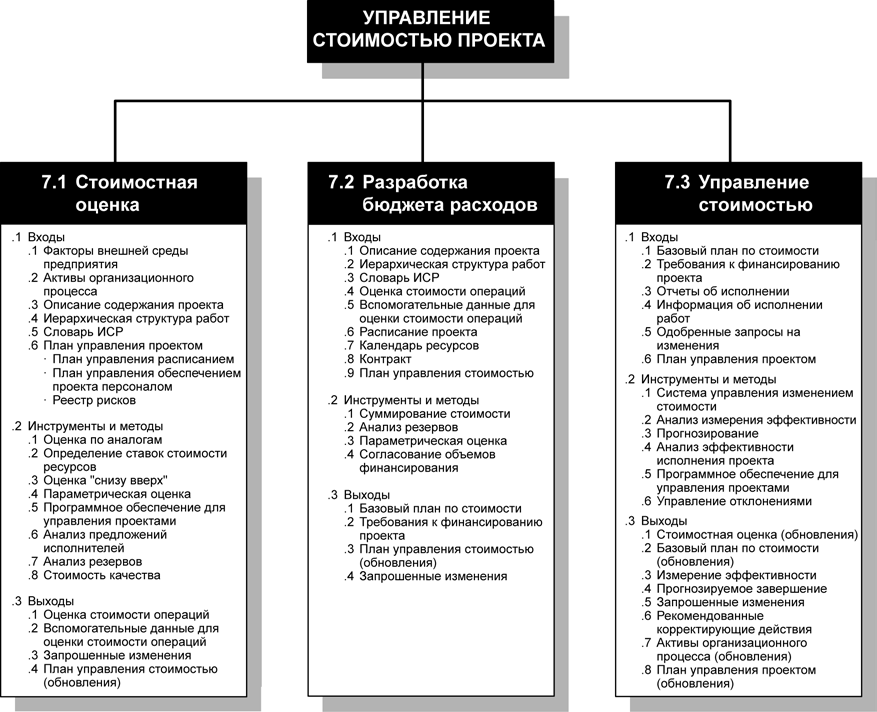 УПРАВЛЕНИЕ
СТОИМОСТЬЮ ПРОЕКТА
7.1 Стоимостная
оценка
.1 Входы
.1 Факторы внешней среды
предприятия
.2 Активы организационного
процесса
.3 Описание содержания проекта
.4 Иерархическая структура работ
.5 Словарь ИСР
.6 План управления проектом
· План управления расписанием
· План управления обеспечением
проекта персоналом
· Реестр рисков
.2 Инструменты и методы
.1 Оценка по аналогам
.2 Определение ставок стоимости
ресурсов
.3 Оценка "снизу вверх"
.4 Параметрическая оценка
.5 Программное обеспечение для
управления проектами
.6 Анализ предложений
исполнителей
.7 Анализ резервов
.8 Стоимость качества
.3 Выходы
.1 Оценка стоимости операций
.2 Вспомогательные данные для
оценки стоимости операций
.3 Запрошенные изменения
.4 План управления стоимостью
(обновления)
7.2 Разработка
бюджета расходов
.1 Входы
.1 Описание содержания проекта
.2 Иерархическая структура работ
.3 Словарь ИСР
.4 Оценка стоимости операций
.5 Вспомогательные данные для
оценки стоимости операций
.6 Расписание проекта
.7 Календарь ресурсов
.8 Контракт
.9 План управления стоимостью
.2 Инструменты и методы
.1 Суммирование стоимости
.2 Анализ резервов
.3 Параметрическая оценка
.4 Согласование объемов
финансирования
.3 Выходы
.1 Базовый план по стоимости
.2 Требования к финансированию
проекта
.3 План управления стоимостью
(обновления)
.4 Запрошенные изменения
7.3 Управление
стоимостью
.1 Входы
.1 Базовый план по стоимости
.2 Требования к финансированию
проекта
.3 Отчеты об исполнении
.4 Информация об исполнении
работ
.5 Одобренные запросы на
изменения
.6 План управления проектом
.2 Инструменты и методы
.1 Система управления изменением
стоимости
.2 Анализ измерения эффективности
.3 Прогнозирование
.4 Анализ эффективности
исполнения проекта
.5 Программное обеспечение для
управления проектами
.6 Управление отклонениями
.3 Выходы
.1 Стоимостная оценка (обновления)
.2 Базовый план по стоимости
(обновления)
.3 Измерение эффективности
.4 Прогнозируемое завершение
.5 Запрошенные изменения
.6 Рекомендованные
корректирующие действия
.7 Активы организационного
процесса (обновления)
.8 План управления проектом
(обновления)